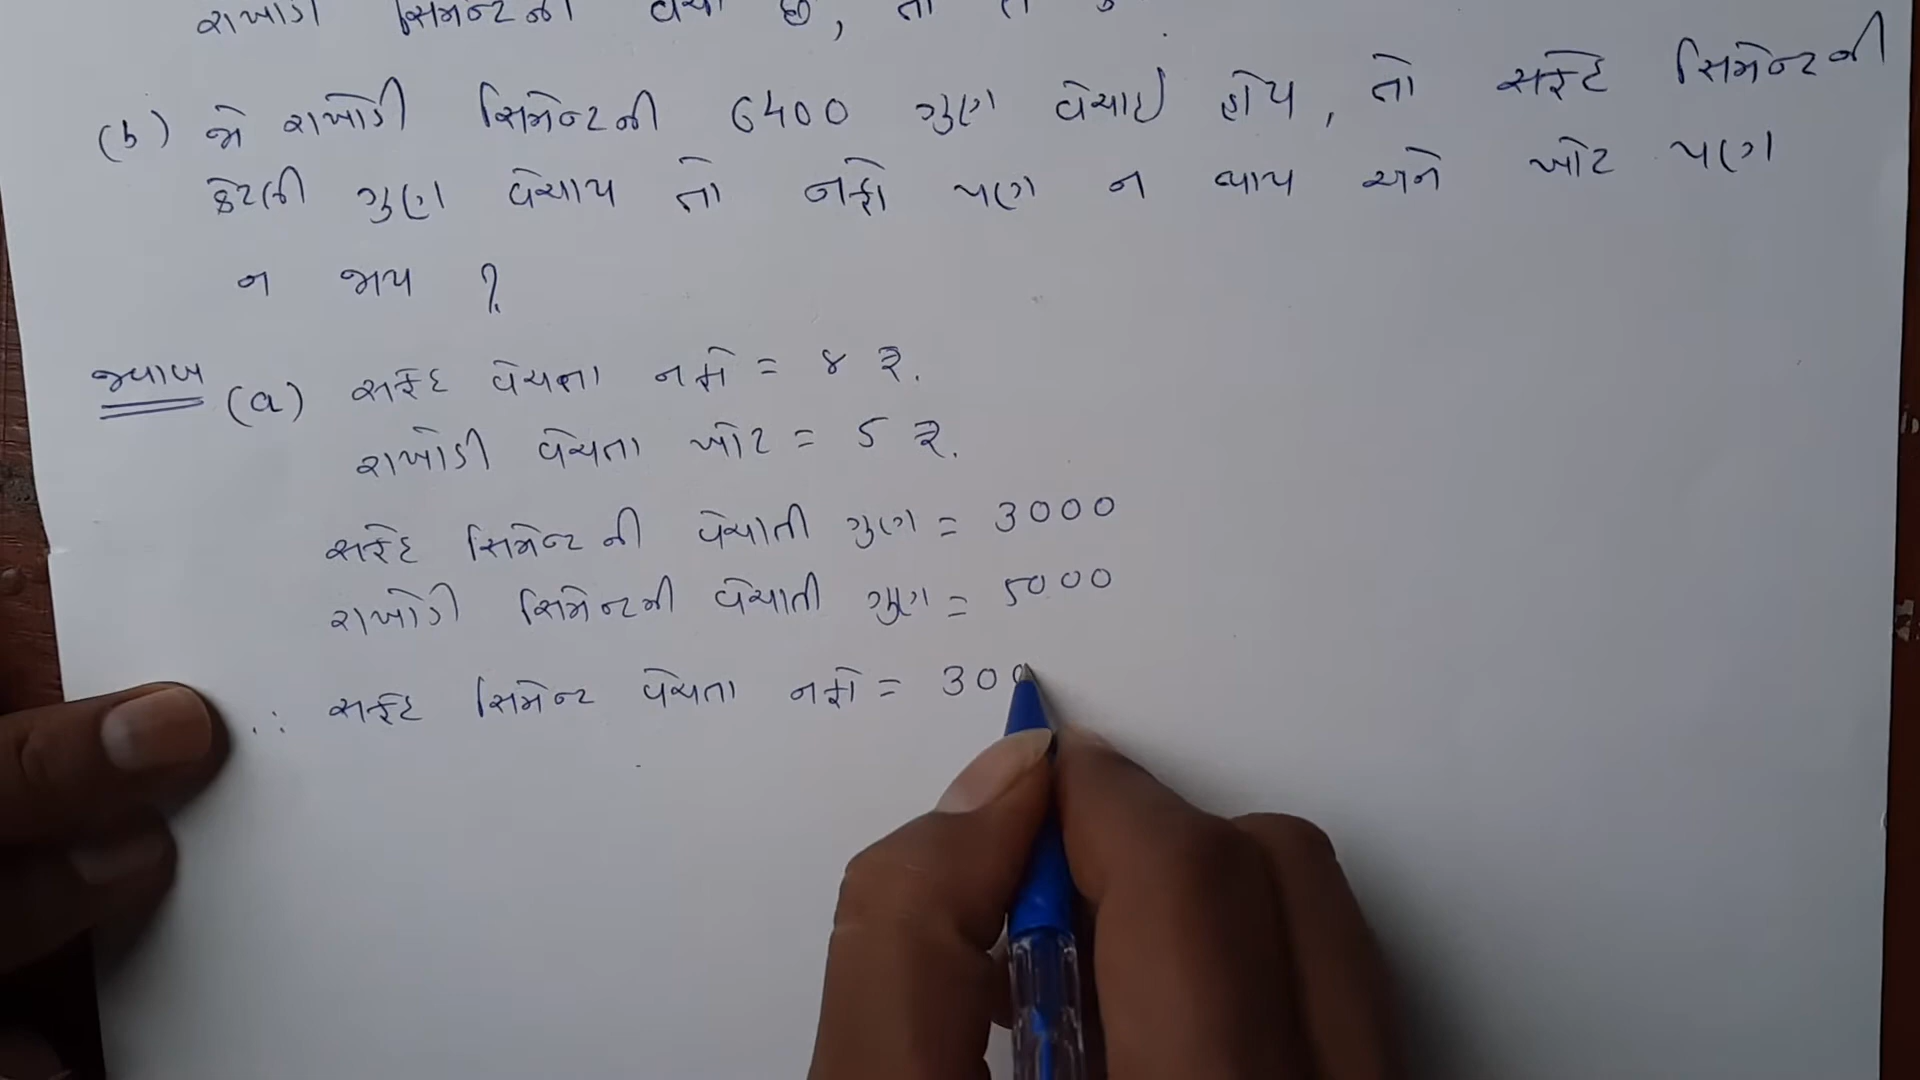 રાખોડી સિમેન્ટની છે, તો
(b) જો રાખોડી સિમેન્ટની 6400 ગુણ વેચાઈ હોય, તો સફેદ સિમેન્ટની
કેટલી ગુણ વેચાય તો નફો પણ ન થાય અને ખોટ પણ
ન જાય ?
જવાબ (a) સફેદ વેચતા નફો = ૪ રૂ.
રાખોડી વેચતા ખોટ = 5 રૂ.
સફેદ સિમેન્ટ ની વેચાતી ગુણ = 3000
રાખોડી સિમેન્ટની વેચાતી ગુણ = 5000
∴ સફેદ સિમેન્ટ વેચતા નફો = 300